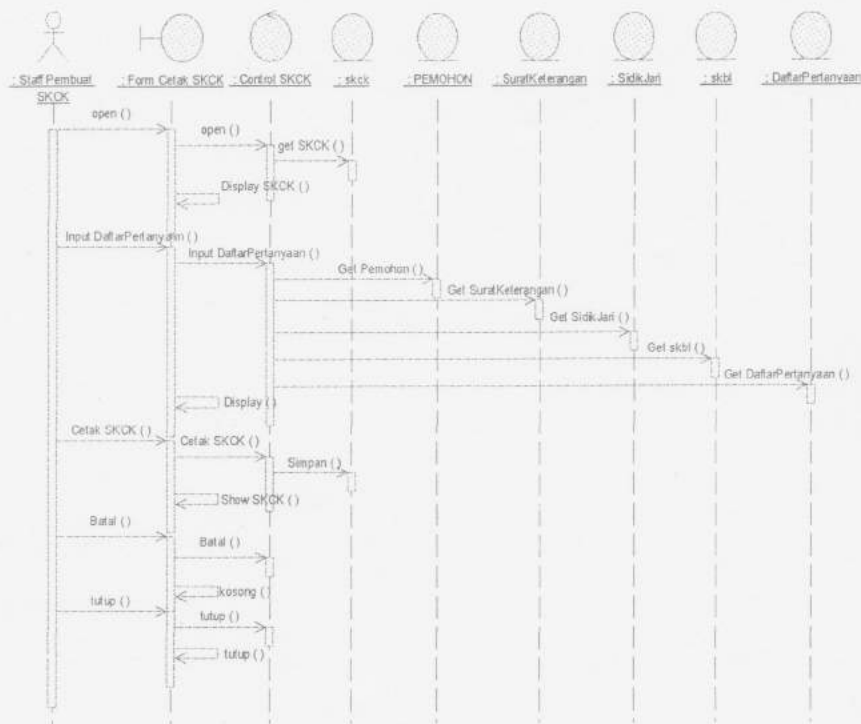 : Staff Pembuat
SKCK
: Form Cetak SKCK
: Control SKCK
: skck
: PEMOHON
: SuratKeterangan
: SidikJari
: skbl
: DaftarPertanyaan
open ( )
open ( )
get SKCK ( )
Display SKCK ( )
Input DaftarPertanyaan ( )
Input DaftarPertanyaan ( )
Get Pemohon ( )
Get SuratKeterangan ( )
Get SidikJari ( )
Get skbl ( )
Get DaftarPertanyaan ( )
Display ( )
Cetak SKCK ( )
Cetak SKCK ( )
Simpan ( )
Show SKCK ( )
Batal ( )
Batal ( )
kosong ( )
tutup ( )
tutup ( )
tutup ( )